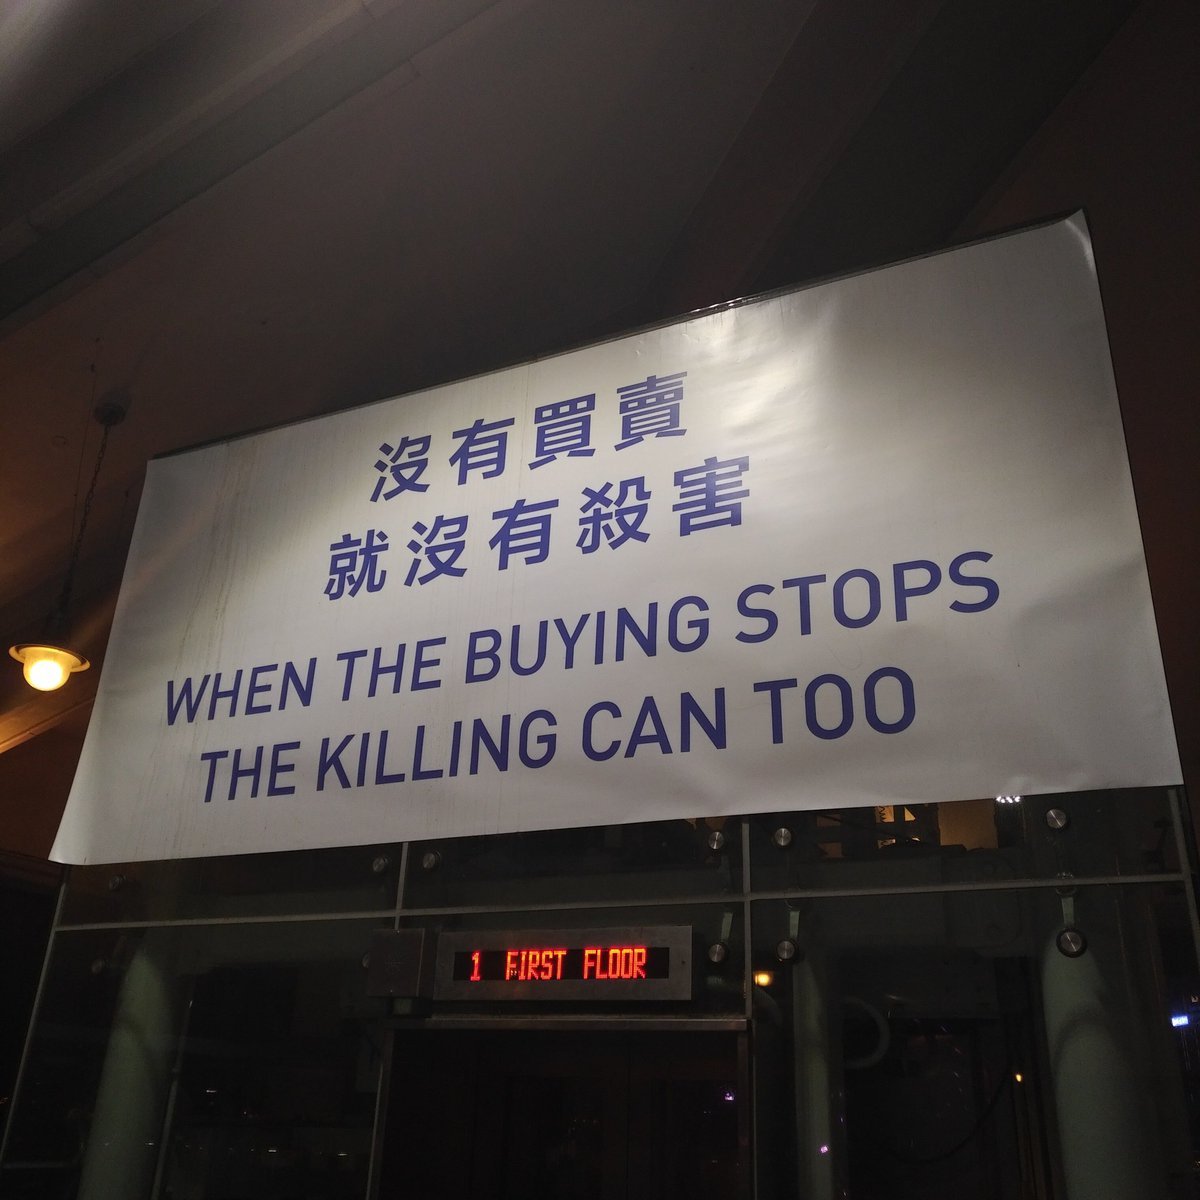 沒有買賣
就沒有殺害
WHEN THE BUYING STOPS
THE KILLING CAN TOO
1 FIRST FLOOR